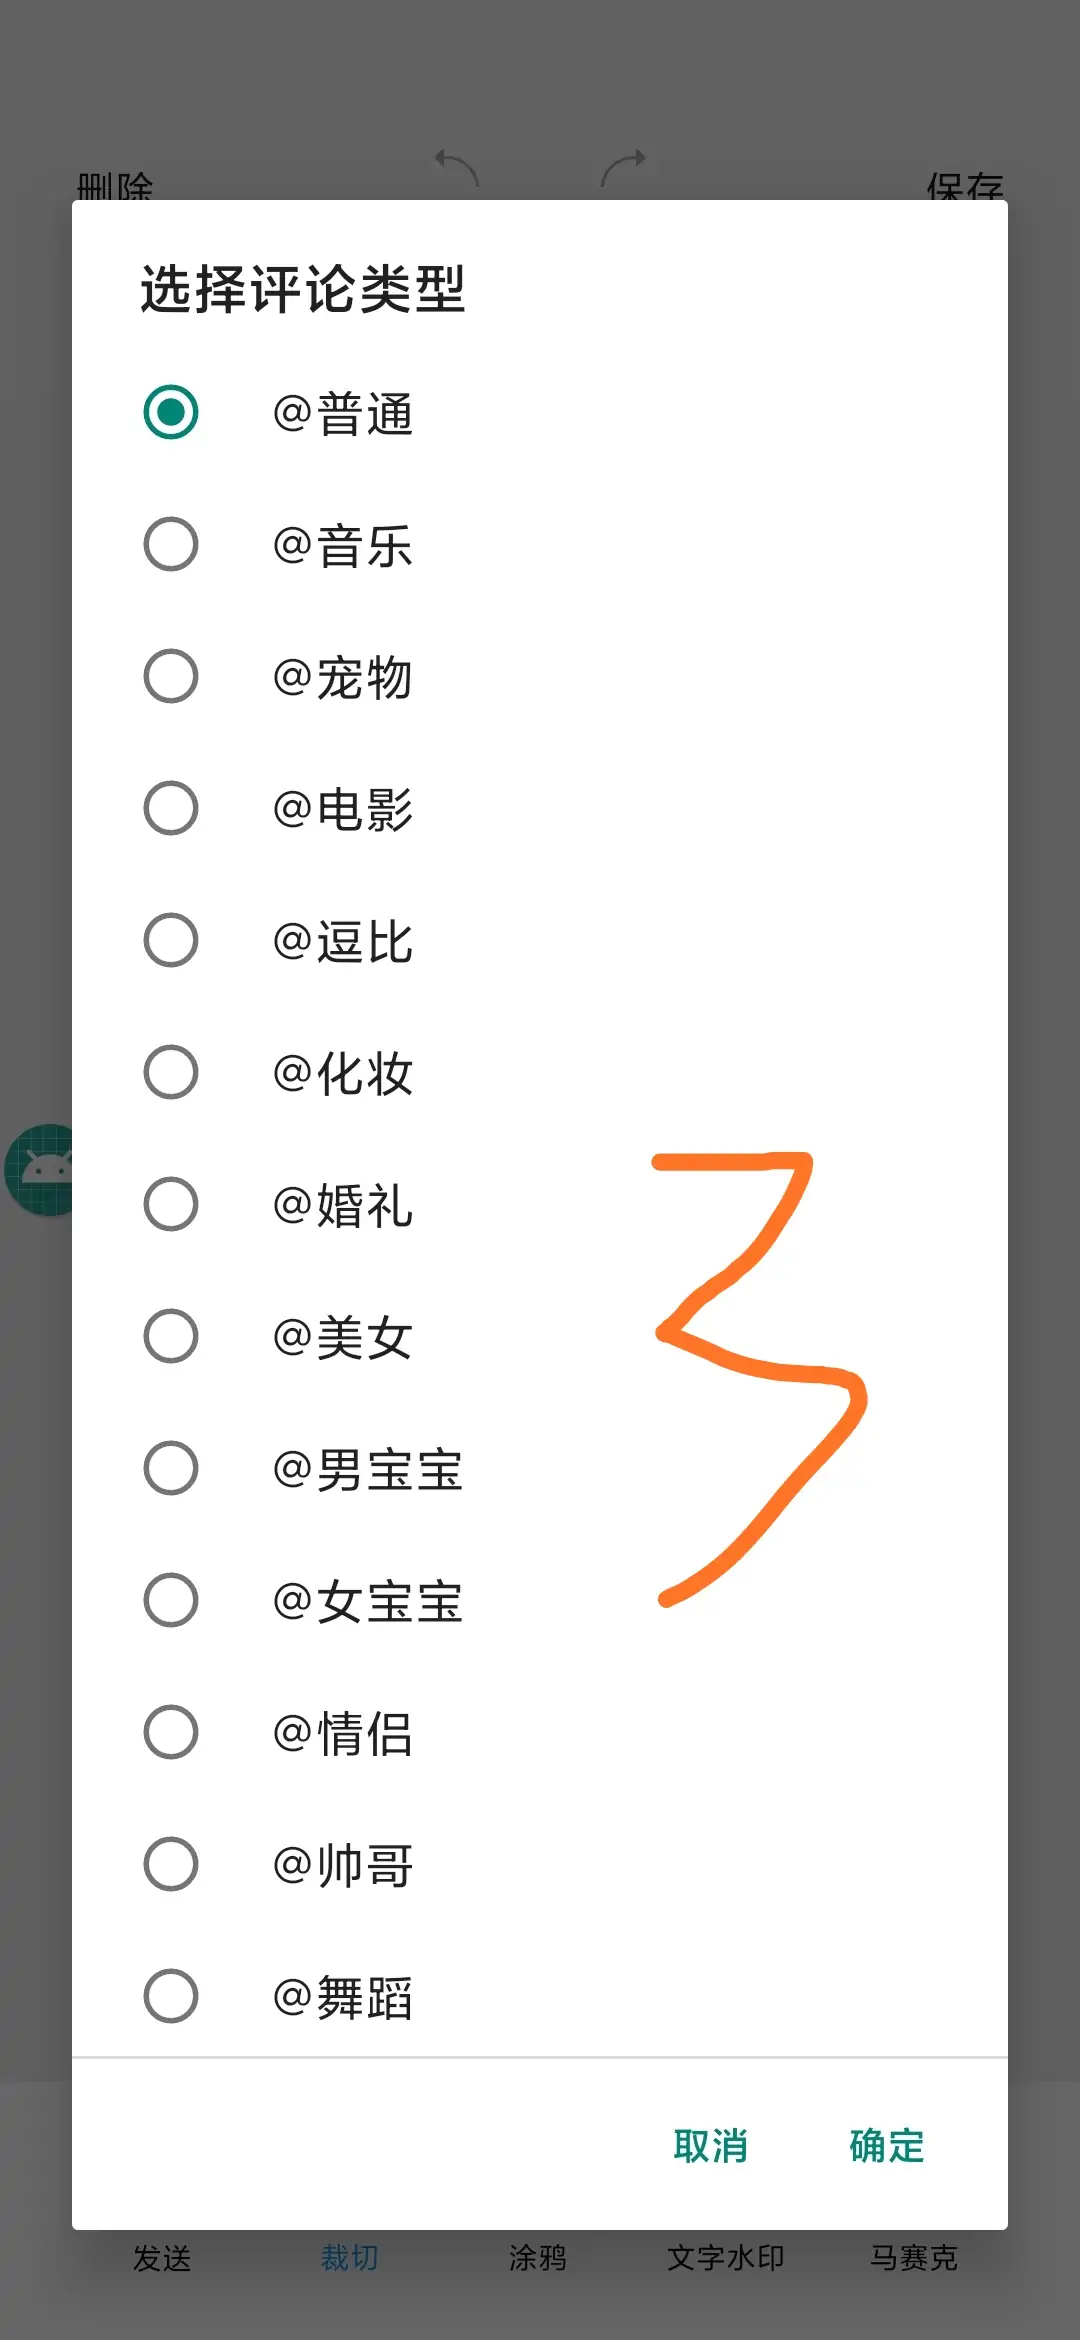 删除 保存
选择评论类型
@普通
@音乐
@宠物
@电影
@逗比
@化妆
@婚礼
@美女
@男宝宝
@女宝宝
@情侣
@帅哥
@舞蹈
3
取消 确定
发送 裁切 涂鸦 文字水印 马赛克